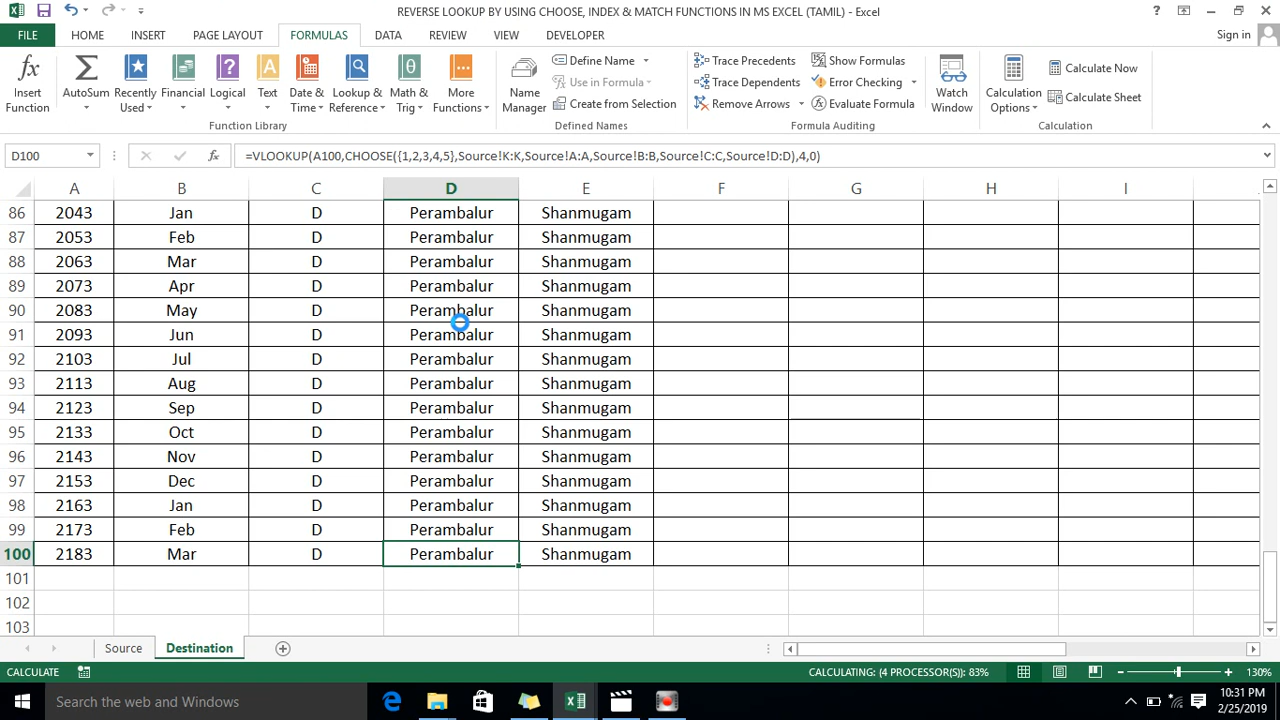 REVERSE LOOKUP BY USING CHOOSE, INDEX & MATCH FUNCTIONS IN MS EXCEL (TAMIL) - Excel
FILE HOME INSERT PAGE LAYOUT FORMULAS DATA REVIEW VIEW DEVELOPER Sign in
Insert Function
AutoSum
Recently Used
Financial
Logical
Text
Date & Time
Lookup & Reference
Math & Trig
More Functions
Function Library
Name Manager
Define Name
Use in Formula
Create from Selection
Defined Names
Trace Precedents
Trace Dependents
Remove Arrows
Show Formulas
Error Checking
Evaluate Formula
Formula Auditing
Watch Window
Calculation Options
Calculate Now
Calculate Sheet
Calculation
D100 fx =VLOOKUP(A100,CHOOSE({1,2,3,4,5},Source!K:K,Source!A:A,Source!B:B,Source!C:C,Source!D:D),4,0)
A B C D E F G H I
86 2043 Jan D Perambalur Shanmugam
87 2053 Feb D Perambalur Shanmugam
88 2063 Mar D Perambalur Shanmugam
89 2073 Apr D Perambalur Shanmugam
90 2083 May D Perambalur Shanmugam
91 2093 Jun D Perambalur Shanmugam
92 2103 Jul D Perambalur Shanmugam
93 2113 Aug D Perambalur Shanmugam
94 2123 Sep D Perambalur Shanmugam
95 2133 Oct D Perambalur Shanmugam
96 2143 Nov D Perambalur Shanmugam
97 2153 Dec D Perambalur Shanmugam
98 2163 Jan D Perambalur Shanmugam
99 2173 Feb D Perambalur Shanmugam
100 2183 Mar D Perambalur Shanmugam
101
102
103
Source Destination
CALCULATE CALCULATING: (4 PROCESSOR(S)): 83% 130%
Search the web and Windows
10:31 PM
2/25/2019